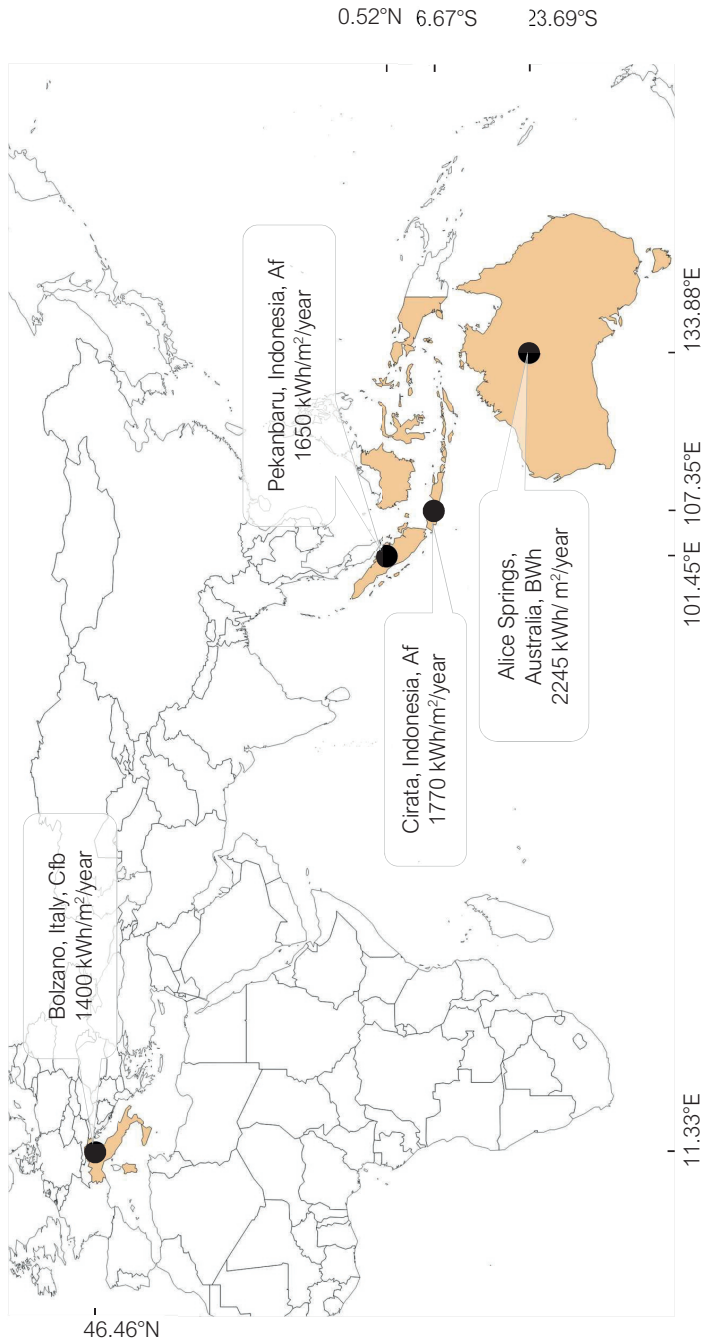 0.52°N
6.67°S
23.69°S
Bolzano, Italy, Cfb
1400 kWh/m²/year
Pekanbaru, Indonesia, Af
1650 kWh/m²/year
Cirata, Indonesia, Af
1770 kWh/m²/year
Alice Springs,
Australia, BWh
2245 kWh/ m²/year
46.46°N
11.33°E
101.45°E
107.35°E
133.88°E